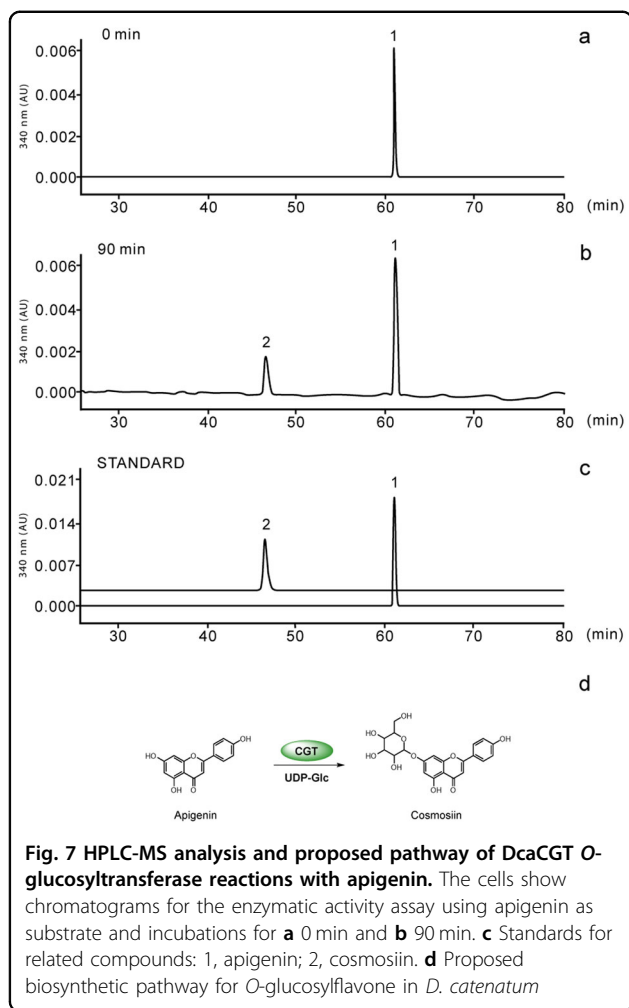 0 min
1
a
340 nm (AU)
0.006
0.004
0.002
0.000
30 40 50 60 70 80 (min)
90 min
1
b
2
340 nm (AU)
0.006
0.004
0.002
0.000
30 40 50 60 70 80 (min)
STANDARD
1
c
2
340 nm (AU)
0.021
0.014
0.007
0.000
30 40 50 60 70 80 (min)
d
OH
HO
O
HO
OH
OH
HO
O
OH
O
CGT
UDP-Glc
HO
O
O
OH
OH
O
Apigenin
Cosmosiin
Fig. 7 HPLC-MS analysis and proposed pathway of DcaCGT O-
glucosyltransferase reactions with apigenin. The cells show
chromatograms for the enzymatic activity assay using apigenin as
substrate and incubations for a 0 min and b 90 min. c Standards for
related compounds: 1, apigenin; 2, cosmosiin. d Proposed
biosynthetic pathway for O-glucosylflavone in D. catenatum